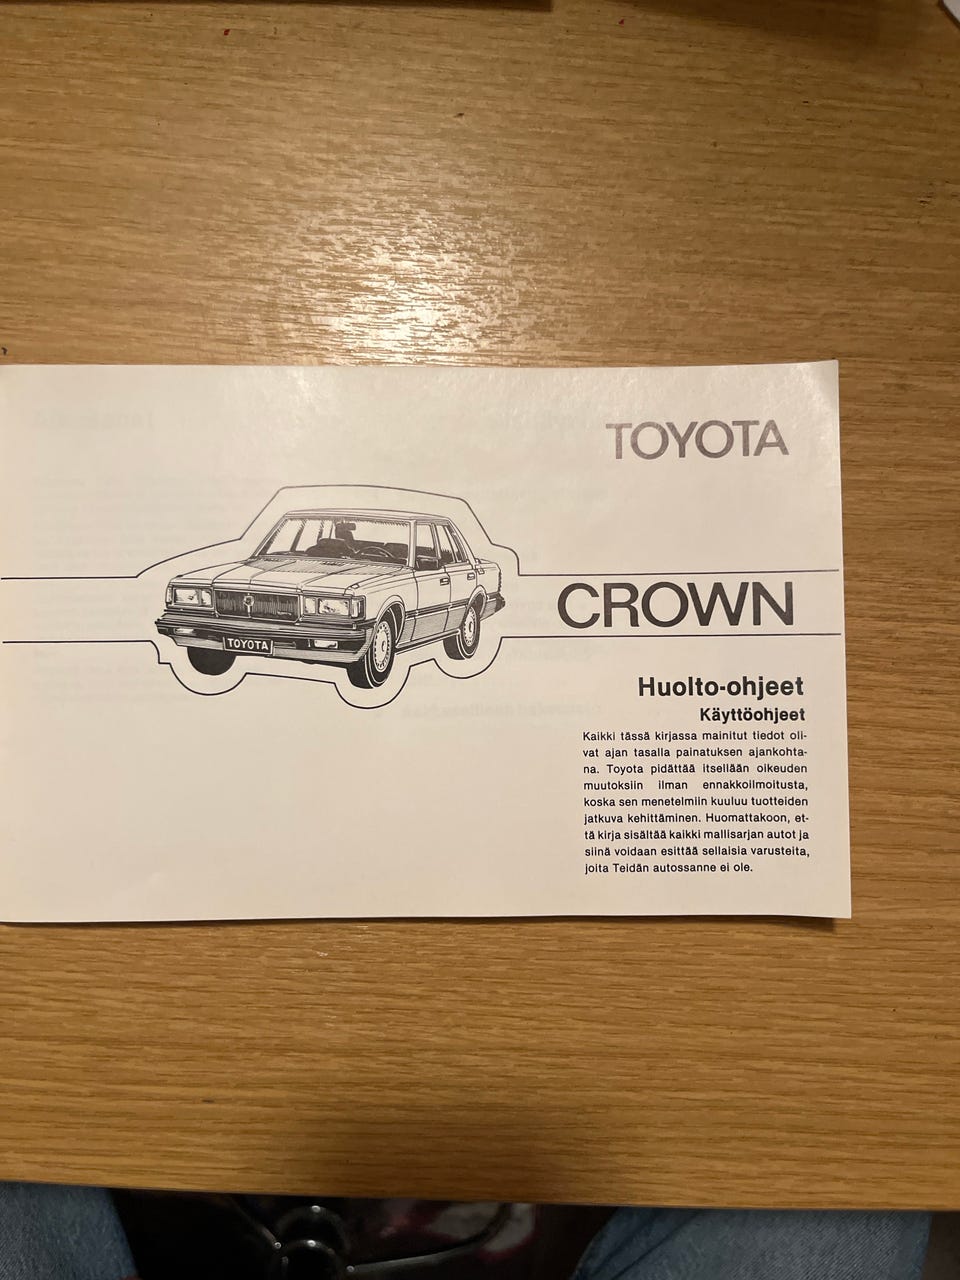 TOYOTA
CROWN
TOYOTA
Huolto-ohjeet
Käyttöohjeet
Kaikki tässä kirjassa mainitut tiedot oli-
vat ajan tasalla painatuksen ajankohta-
na. Toyota pidättää itsellään oikeuden
muutoksiin ilman ennakkoilmoitusta,
koska sen menetelmiin kuuluu tuotteiden
jatkuva kehittäminen. Huomattakoon, et-
tä kirja sisältää kaikki mallisarjan autot ja
siinä voidaan esittää sellaisia varusteita,
joita Teidän autossanne ei ole.